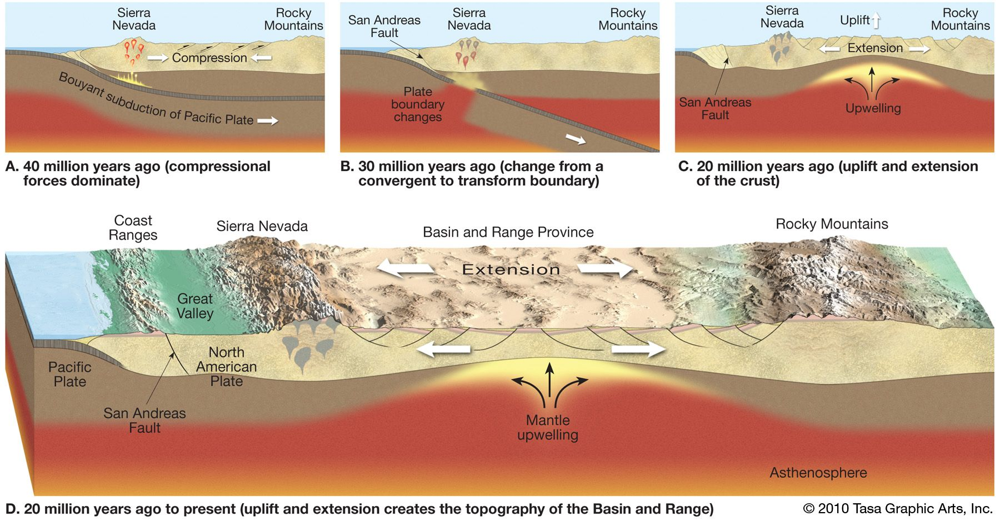 Sierra
Nevada
Rocky
Mountains
Compression
Bouyant subduction of Pacific Plate
A. 40 million years ago (compressional
forces dominate)
San Andreas
Fault
Sierra
Nevada
Rocky
Mountains
Plate
boundary
changes
B. 30 million years ago (change from a
convergent to transform boundary)
Sierra
Nevada
Uplift
Rocky
Mountains
Extension
San Andreas
Fault
Upwelling
C. 20 million years ago (uplift and extension
of the crust)
Coast
Ranges
Sierra Nevada
Basin and Range Province
Rocky Mountains
Extension
Great
Valley
Pacific
Plate
North
American
Plate
San Andreas
Fault
Mantle
upwelling
Asthenosphere
D. 20 million years ago to present (uplift and extension creates the topography of the Basin and Range)
© 2010 Tasa Graphic Arts, Inc.